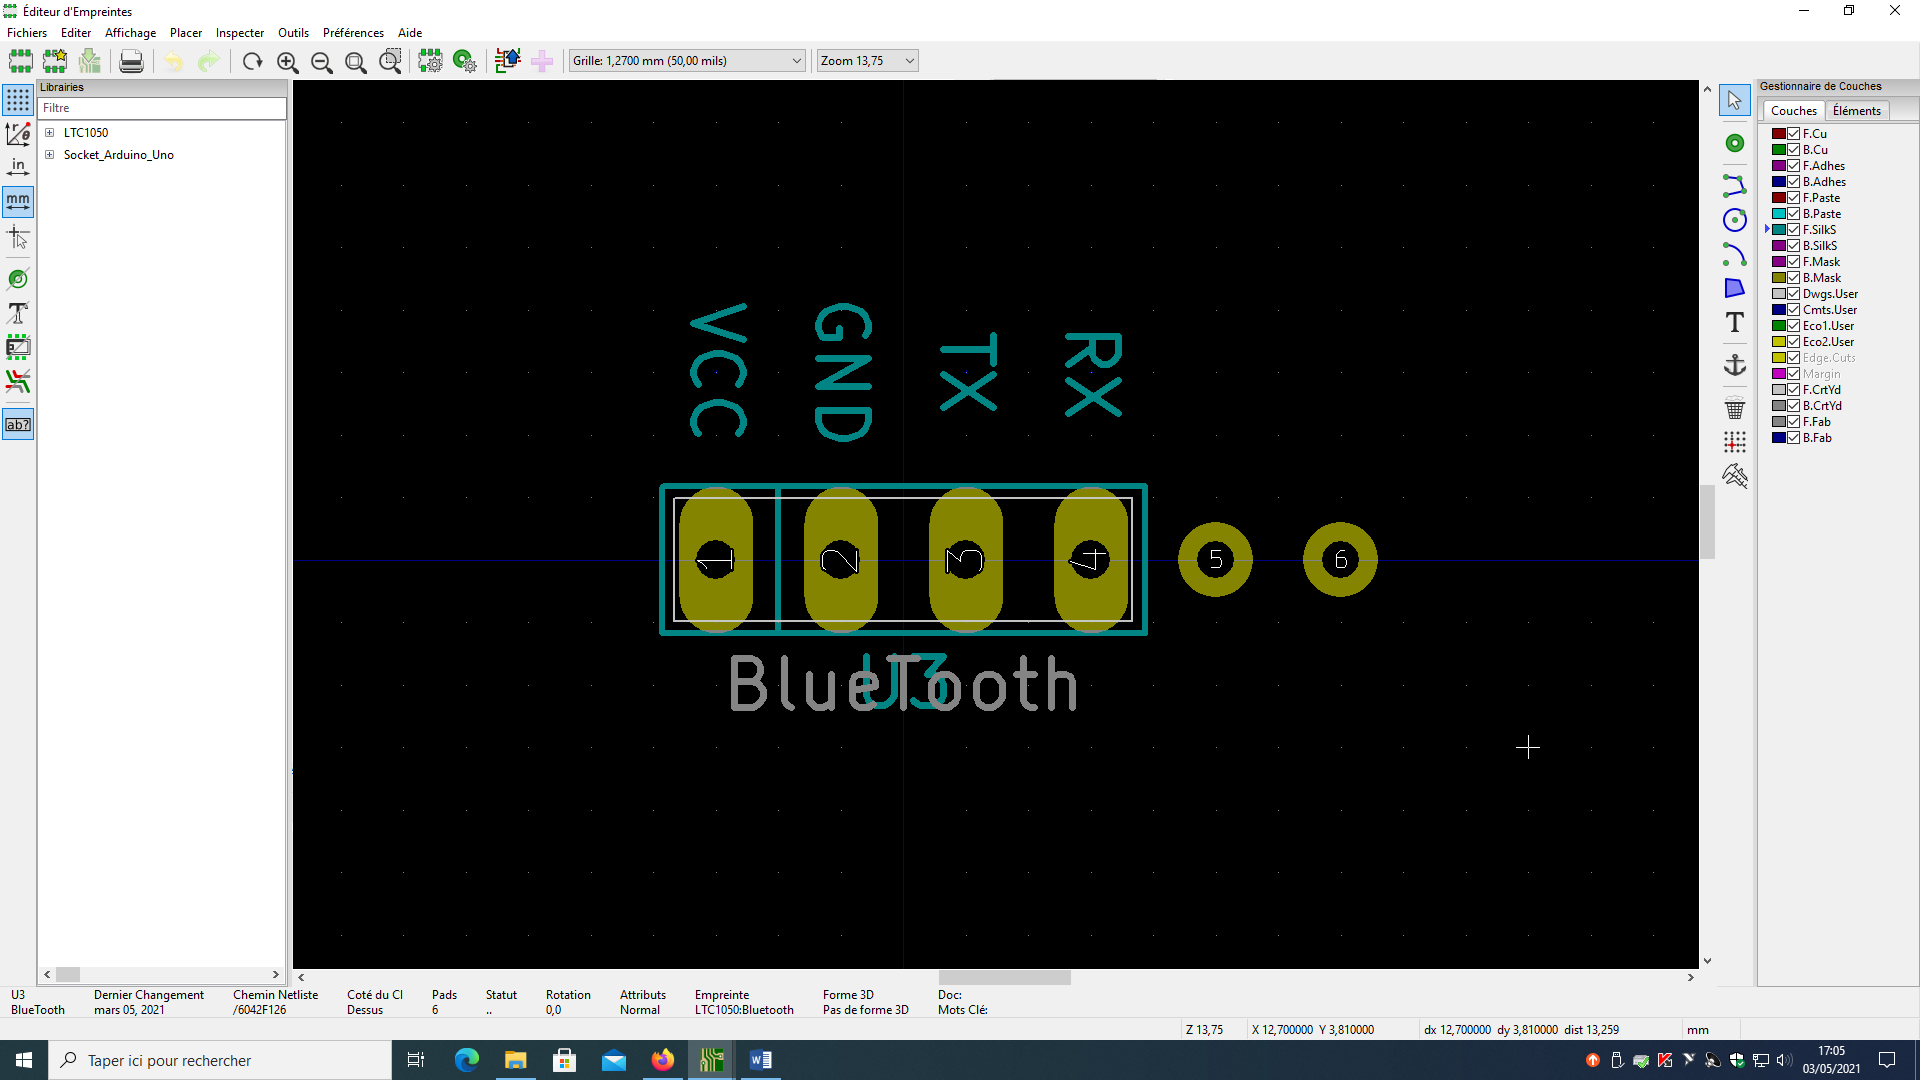 Éditeur d'Empreintes
Fichiers Editer Affichage Placer Inspecter Outils Préférences Aide
Grille: 1,2700 mm (50,00 mils) Zoom 13,75
Librairies
Filtre
LTC1050
Socket_Arduino_Uno
in
mm
ab?
VCC GND TX RX
1 2 3 4 5 6
U3
BlueTooth
Gestionnaire de Couches
Couches Éléments
F.Cu
B.Cu
F.Adhes
B.Adhes
F.Paste
B.Paste
F.SilkS
B.SilkS
F.Mask
B.Mask
Dwgs.User
Cmts.User
Eco1.User
Eco2.User
Edge.Cuts
Margin
F.CrtYd
B.CrtYd
F.Fab
B.Fab
U3 Dernier Changement Chemin Netliste Coté du CI Pads Statut Rotation Attributs Empreinte Forme 3D Doc:
BlueTooth mars 05, 2021 /6042F126 Dessus 6 .. 0,0 Normal LTC1050:Bluetooth Pas de forme 3D Mots Clé:
Z 13,75 X 12,700000 Y 3,810000 dx 12,700000 dy 3,810000 dist 13,259 mm
Taper ici pour rechercher
17:05
03/05/2021